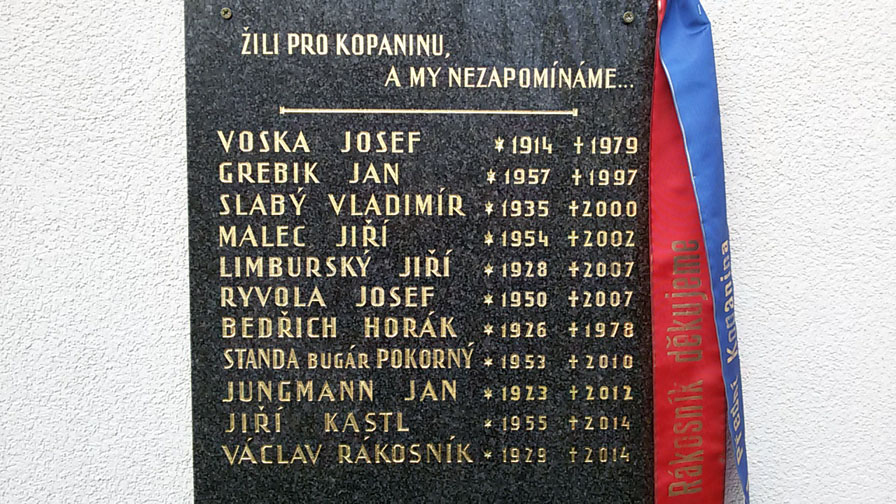 ŽILI PRO KOPANINU,
A MY NEZAPOMÍNÁME...
VOSKA JOSEF *1914 †1979
GREBIK JAN *1957 †1997
SLABÝ VLADIMÍR *1935 †2000
MALEC JIŘÍ *1954 †2002
LIMBURSKÝ JIŘÍ *1928 †2007
RYVOLA JOSEF *1950 †2007
BEDŘICH HORÁK *1926 †1978
STANDA BUGÁR POKORNÝ *1953 †2010
JUNGMANN JAN *1923 †2012
JIŘÍ KASTL *1955 †2014
VÁCLAV RÁKOSNÍK *1929 †2014
Rákosník děkujeme
Kopanina